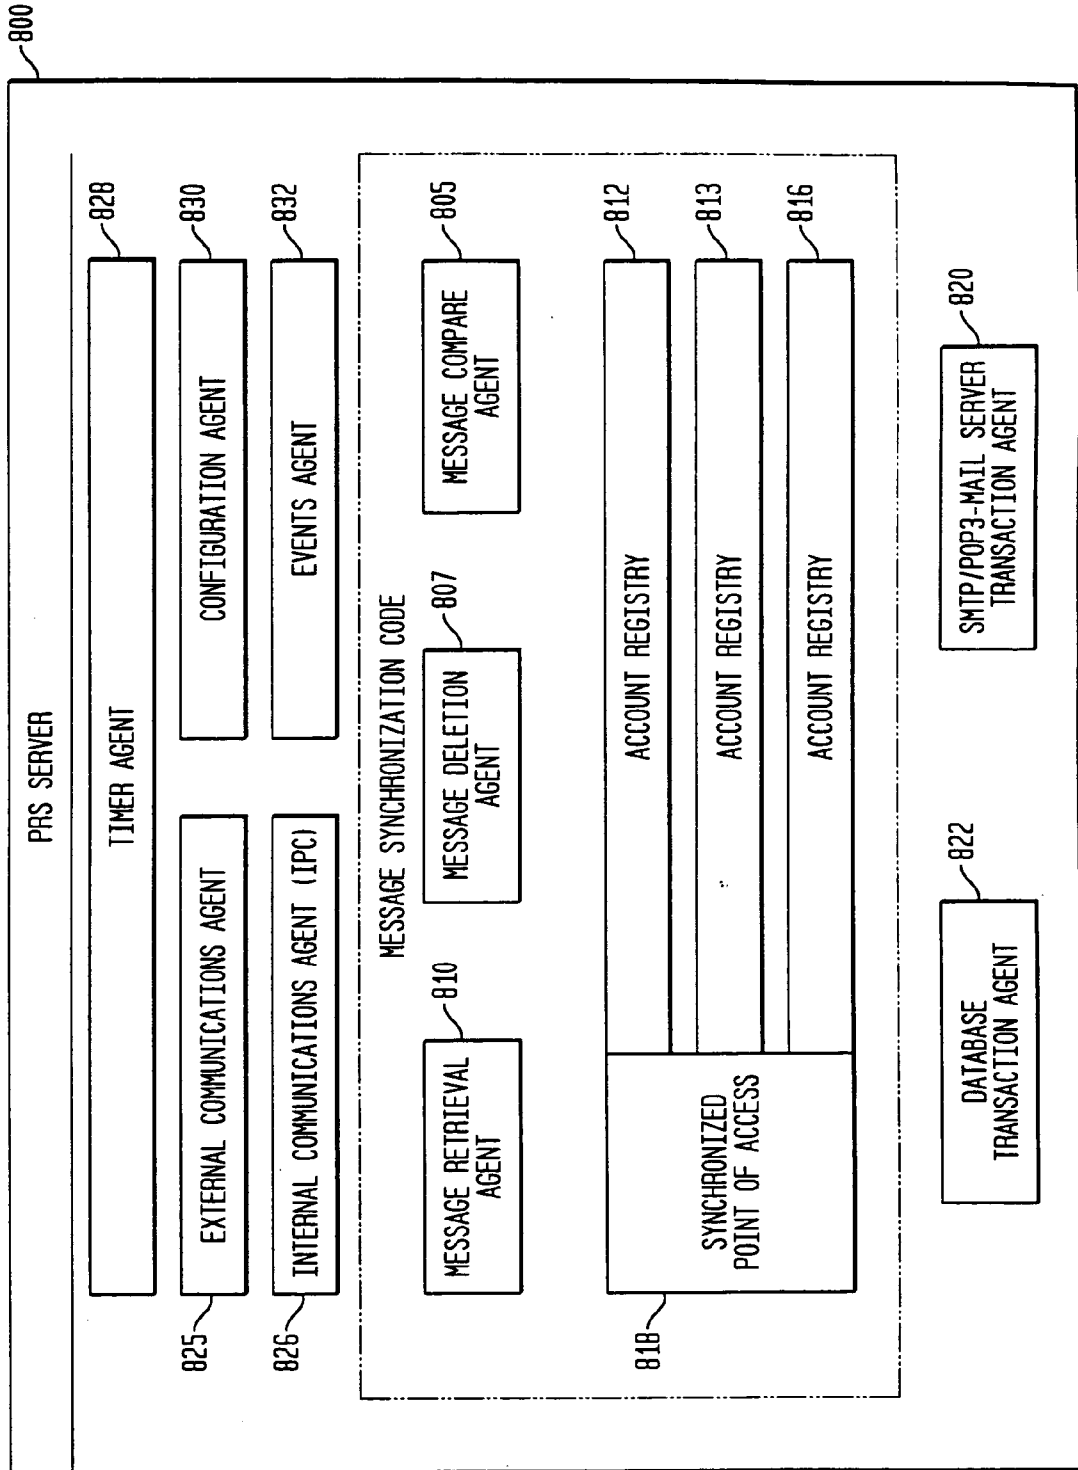 800
PRS SERVER
TIMER AGENT
828
825
EXTERNAL COMMUNICATIONS AGENT
CONFIGURATION AGENT
830
826
INTERNAL COMMUNICATIONS AGENT (IPC)
EVENTS AGENT
832
MESSAGE SYNCHRONIZATION CODE
MESSAGE RETRIEVAL
AGENT
810
MESSAGE DELETION
AGENT
807
MESSAGE COMPARE
AGENT
805
818
SYNCHRONIZED
POINT OF ACCESS
ACCOUNT REGISTRY
812
ACCOUNT REGISTRY
813
ACCOUNT REGISTRY
816
DATABASE
TRANSACTION AGENT
822
SMTP/POP3-MAIL SERVER
TRANSACTION AGENT
820